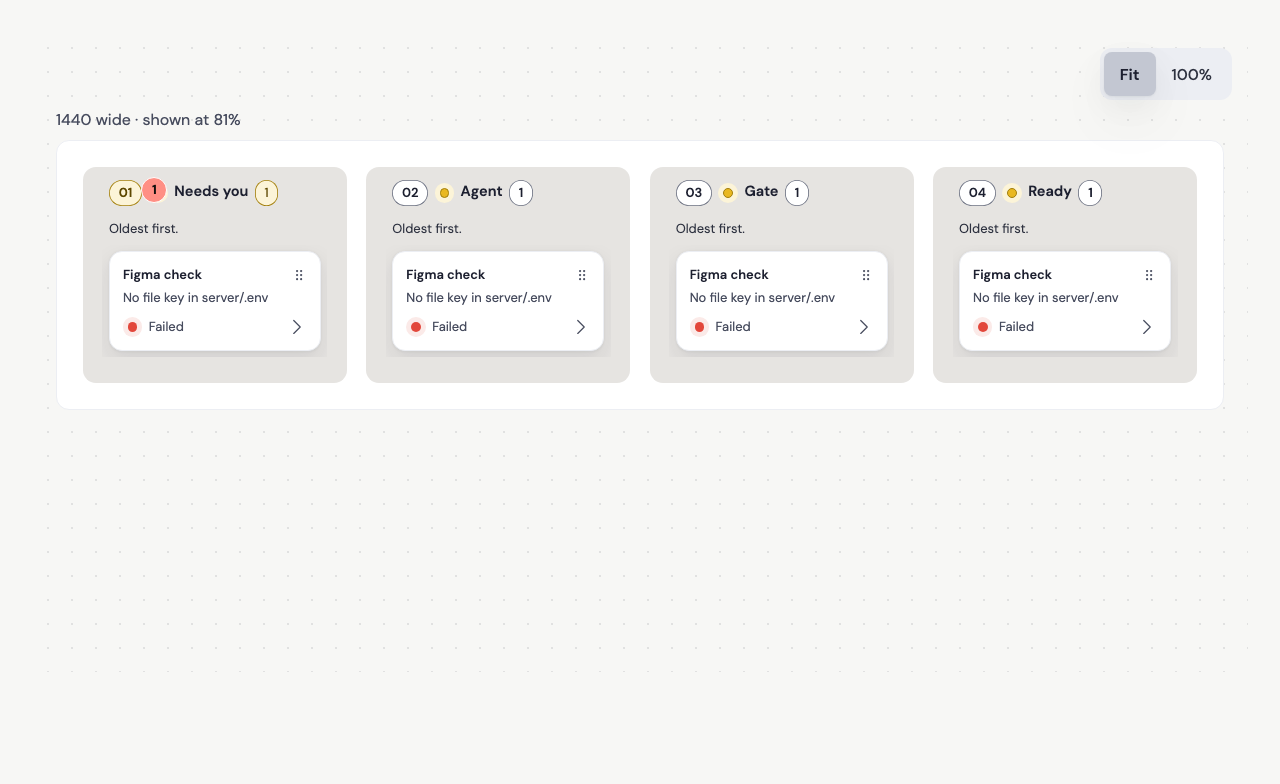 Fit 100%
1440 wide · shown at 81%
01 1 Needs you 1
Oldest first.
Figma check
No file key in server/.env
Failed
02 Agent 1
Oldest first.
Figma check
No file key in server/.env
Failed
03 Gate 1
Oldest first.
Figma check
No file key in server/.env
Failed
04 Ready 1
Oldest first.
Figma check
No file key in server/.env
Failed